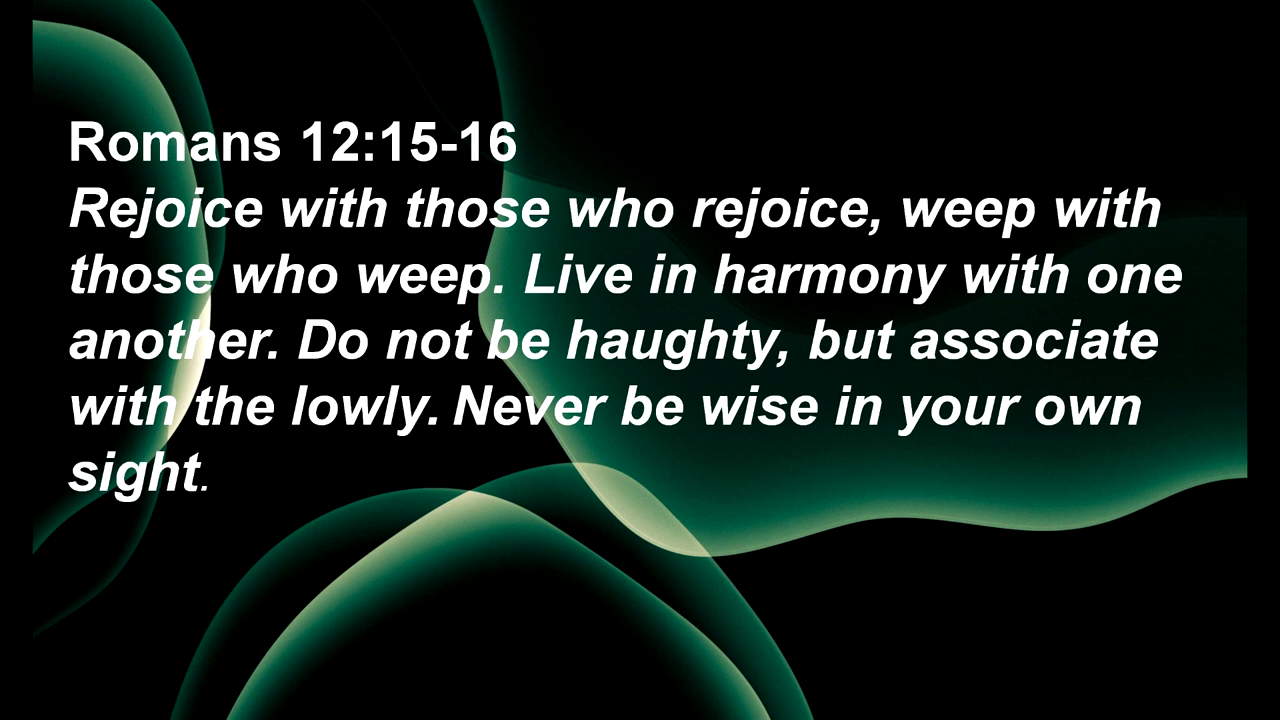 Romans 12:15-16
Rejoice with those who rejoice, weep with
those who weep. Live in harmony with one
another. Do not be haughty, but associate
with the lowly. Never be wise in your own
sight.